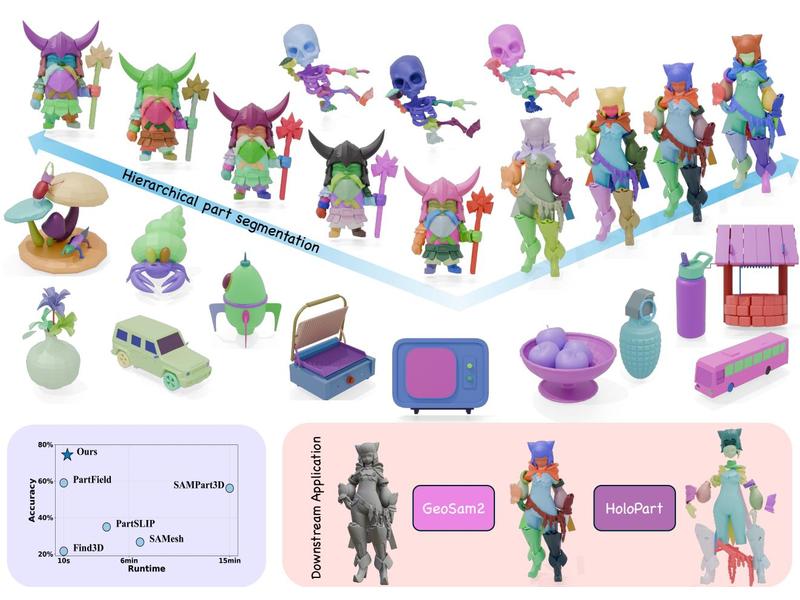 Hierarchical part segmentation
80%
Ours
PartField
60%
SAMPart3D
Accuracy
40%
PartSLIP
SAMesh
Find3D
20%
10s
6min
15min
Runtime
Downstream Application
GeoSam2
HoloPart